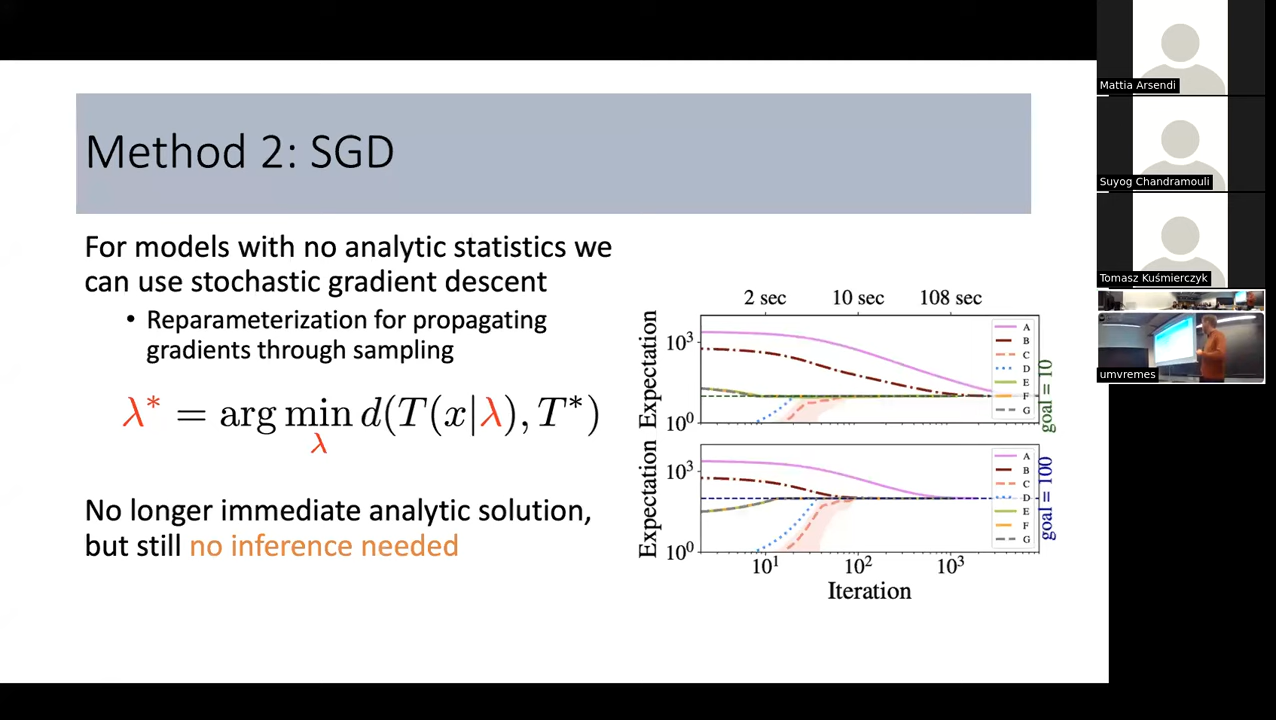 Method 2: SGD
For models with no analytic statistics we
can use stochastic gradient descent
• Reparameterization for propagating
gradients through sampling
λ* = arg min d(T(x|λ), T*)
λ
No longer immediate analytic solution,
but still no inference needed
2 sec 10 sec 108 sec
Expectation
10³
10⁰
A
B
C
D
E
F
G
goal = 10
Expectation
10³
10⁰
A
B
C
D
E
F
G
goal = 100
10¹ 10² 10³
Iteration
Mattia Arsendi
Suyog Chandramouli
Tomasz Kuśmierczyk
umvremes